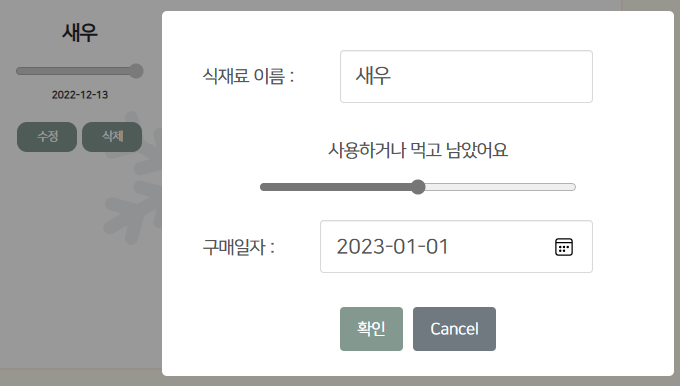 새우
2022-12-13
수정 삭제
식재료 이름 : 새우
사용하거나 먹고 남았어요
구매일자 : 2023-01-01
확인 Cancel